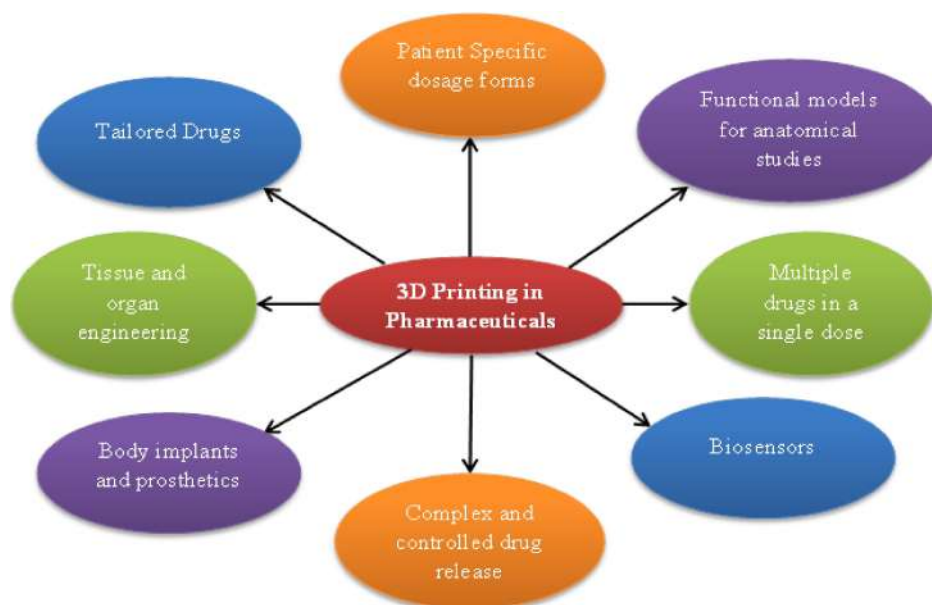 Patient Specific
dosage forms
Functional models
for anatomical
studies
Tailored Drugs
Tissue and
organ
engineering
3D Printing in
Pharmaceuticals
Multiple
drugs in a
single dose
Body implants
and prosthetics
Biosensors
Complex and
controlled drug
release